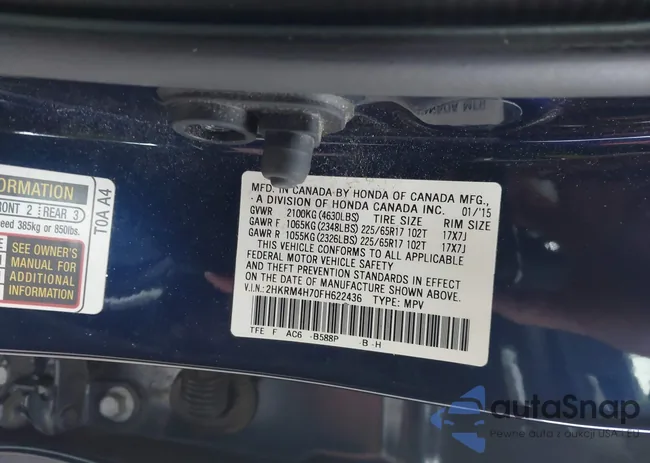 ORMATION
FRONT 2 REAR 3
eed 385kg or 850lbs.
SEE OWNER'S
MANUAL FOR
ADDITIONAL
INFORMATION
T0A A4
MFD. IN CANADA BY HONDA OF CANADA MFG.,
A DIVISION OF HONDA CANADA INC. 01/'15
GVWR 2100KG (4630LBS) TIRE SIZE RIM SIZE
GAWR F 1065KG (2348LBS) 225/65R17 102T 17X7J
GAWR R 1055KG (2326LBS) 225/65R17 102T 17X7J
THIS VEHICLE CONFORMS TO ALL APPLICABLE
FEDERAL MOTOR VEHICLE SAFETY
AND THEFT PREVENTION STANDARDS IN EFFECT
ON THE DATE OF MANUFACTURE SHOWN ABOVE.
V.I.N.: 2HKRM4H70FH622436 TYPE: MPV
TFE F AC6 -B588P -B-H
autaSnap
Pewne auta z aukcji USA i EU